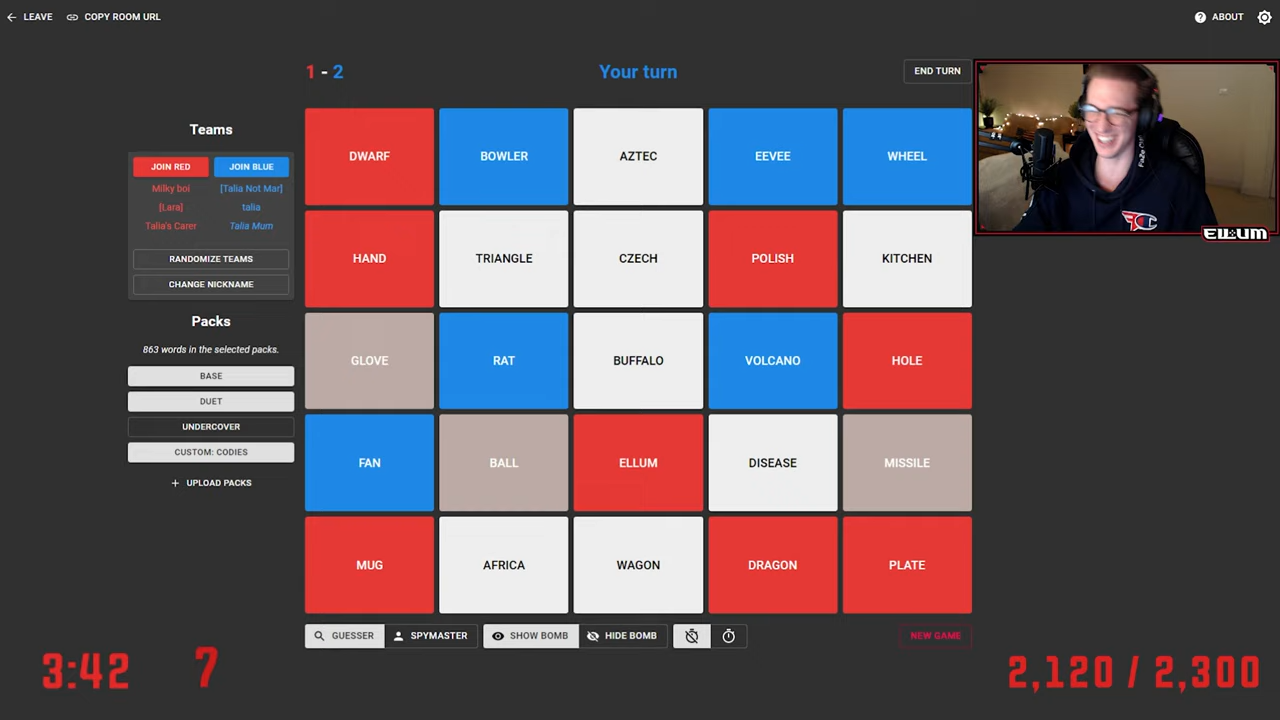 LEAVE COPY ROOM URL
ABOUT
1 - 2
Your turn
END TURN
Teams
JOIN RED JOIN BLUE
Milky boi [Talia Not Mar]
[Lara] talia
Talia's Carer Talia Mum
RANDOMIZE TEAMS
CHANGE NICKNAME
Packs
863 words in the selected packs.
BASE
DUET
UNDERCOVER
CUSTOM: CODIES
+ UPLOAD PACKS
DWARF BOWLER AZTEC EEVEE WHEEL
HAND TRIANGLE CZECH POLISH KITCHEN
GLOVE RAT BUFFALO VOLCANO HOLE
FAN BALL ELLUM DISEASE MISSILE
MUG AFRICA WAGON DRAGON PLATE
GUESSER SPYMASTER SHOW BOMB HIDE BOMB
NEW GAME
ELLUM
3:42 7
2,120 / 2,300